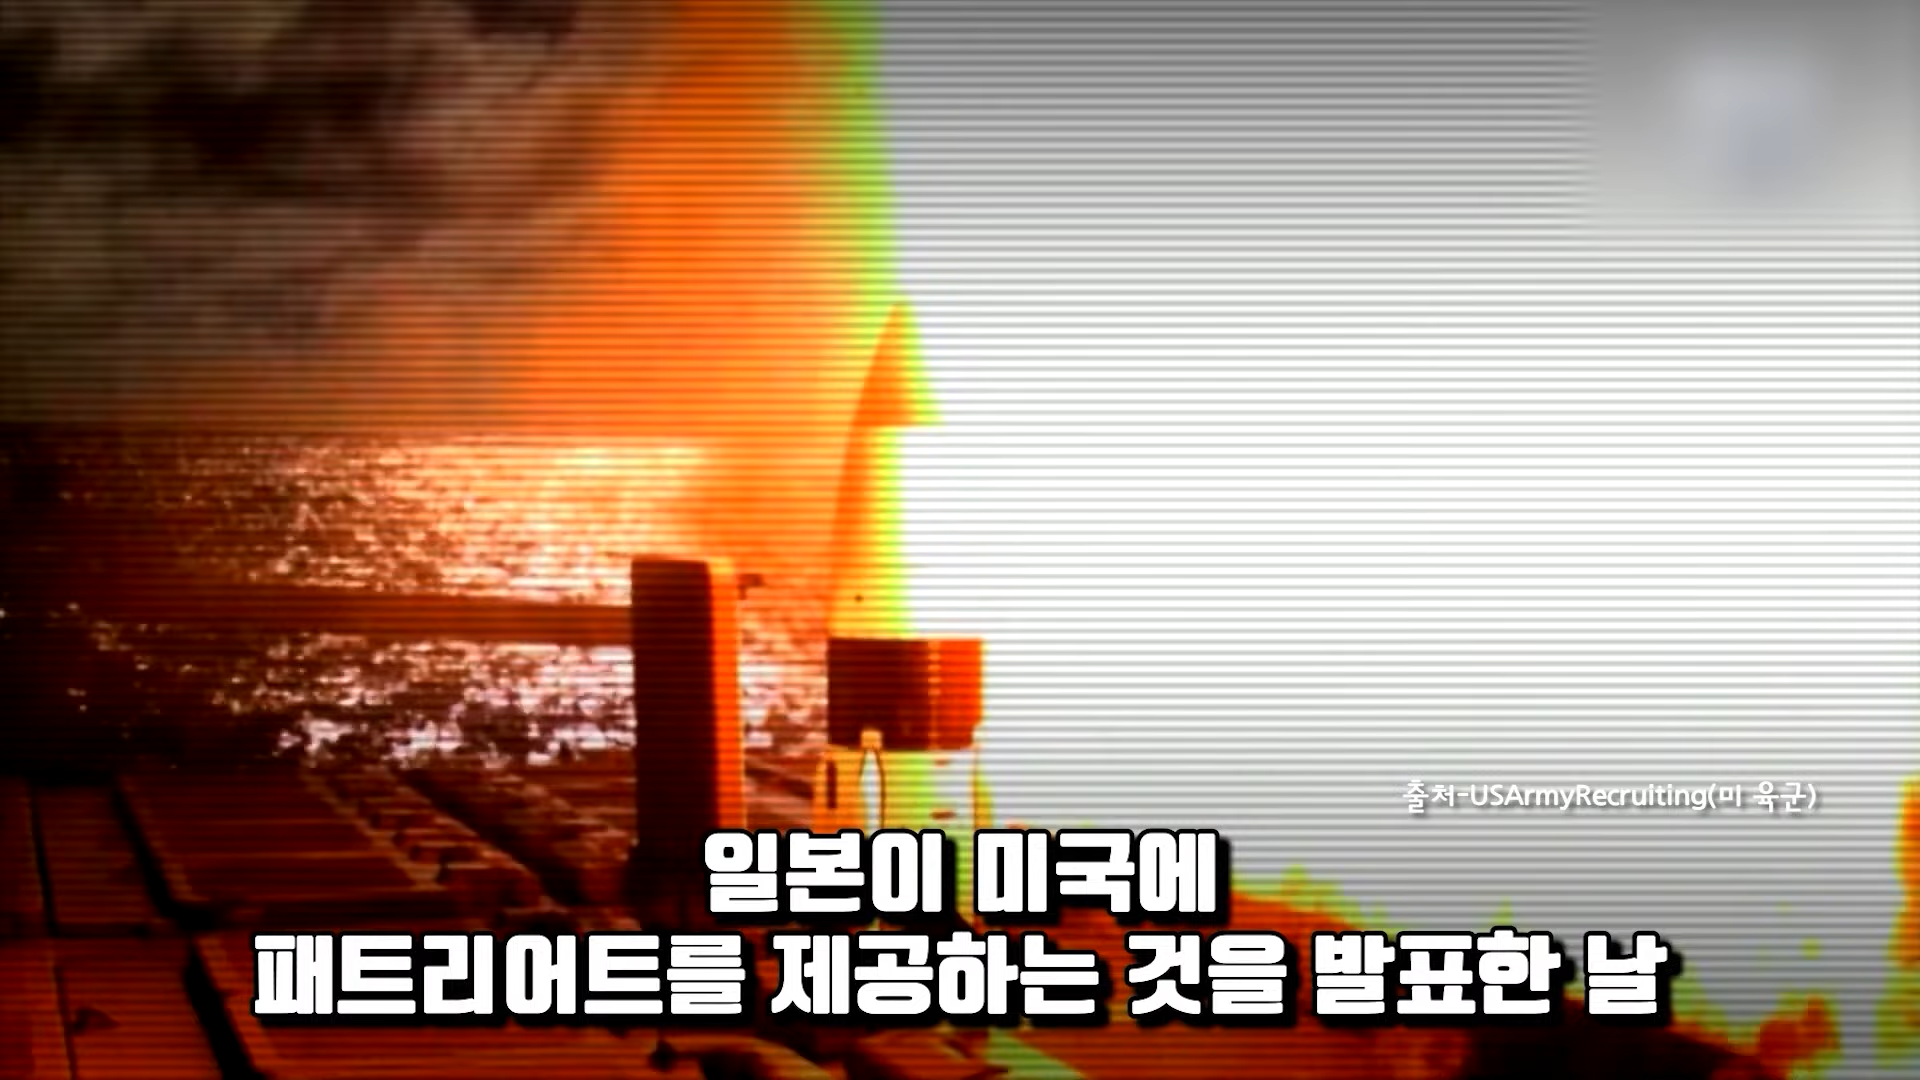 출처-USArmyRecruiting(미 육군)
일본이 미국에
패트리어트를 제공하는 것을 발표한 날